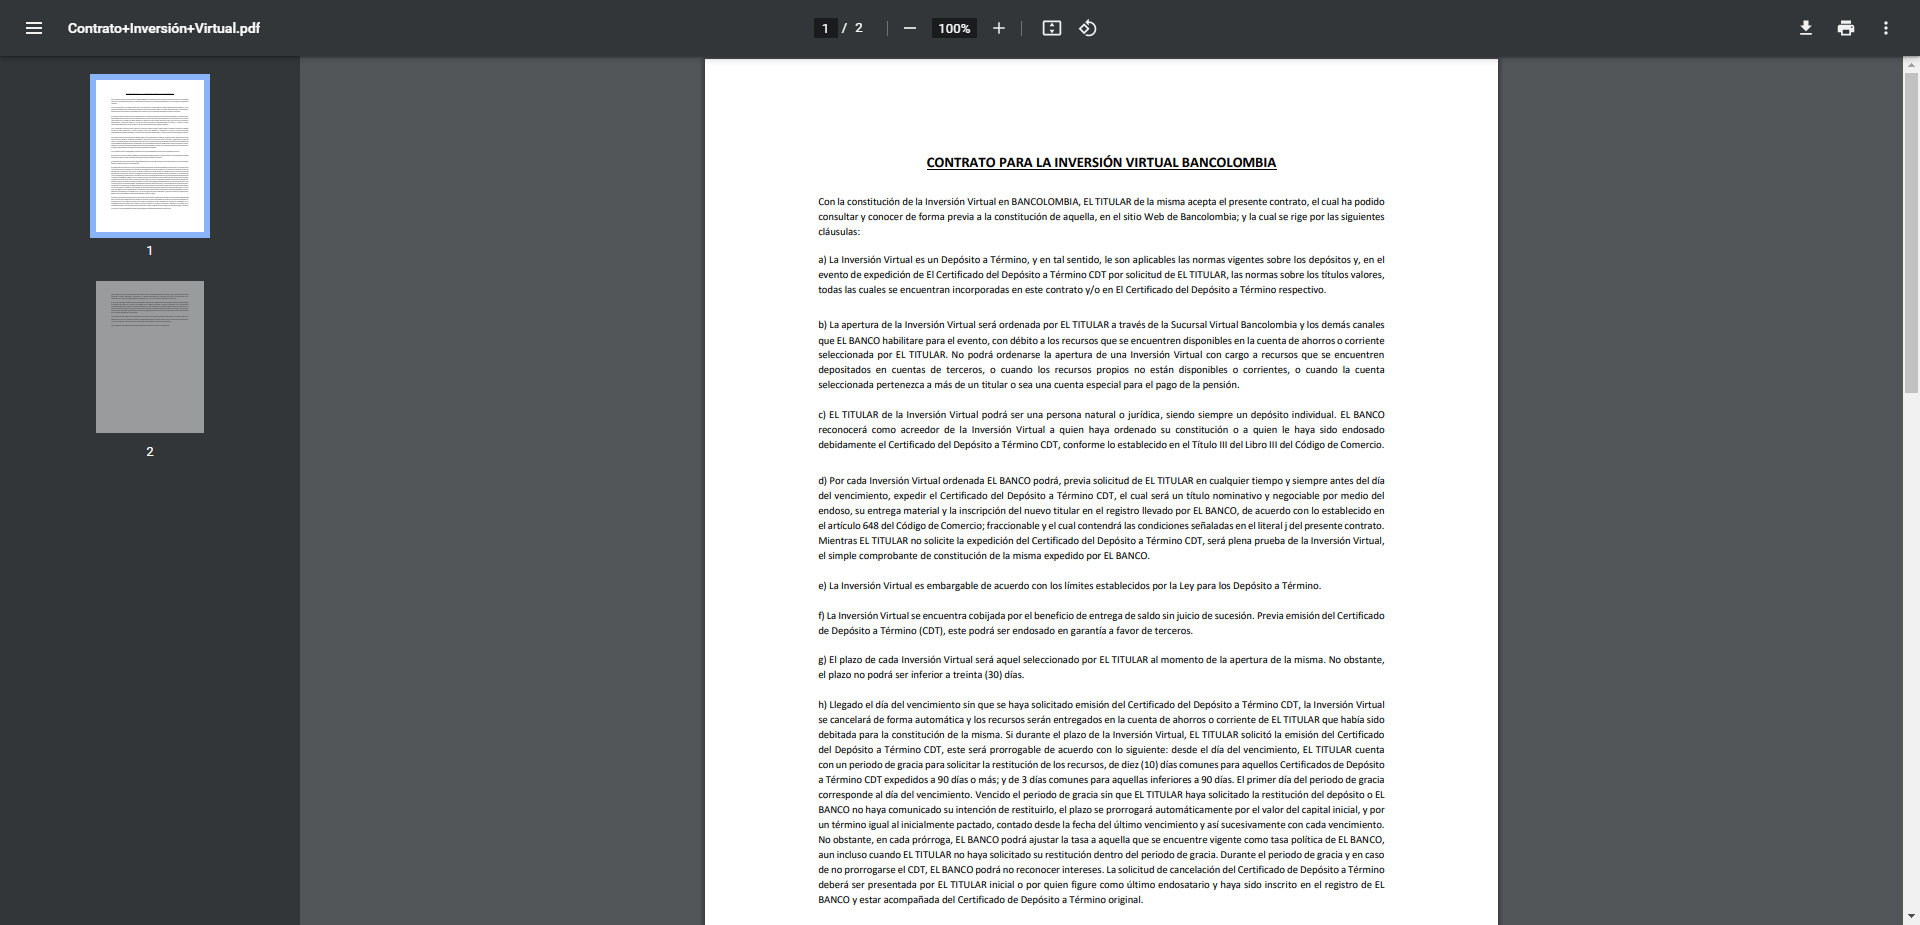 Contrato+Inversión+Virtual.pdf
1 / 2
100%
1
2
CONTRATO PARA LA INVERSIÓN VIRTUAL BANCOLOMBIA
Con la constitución de la Inversión Virtual en BANCOLOMBIA, EL TITULAR de la misma acepta el presente contrato, el cual ha podido
consultar y conocer de forma previa a la constitución de aquella, en el sitio Web de Bancolombia; y la cual se rige por las siguientes
cláusulas:
a) La Inversión Virtual es un Depósito a Término, y en tal sentido, le son aplicables las normas vigentes sobre los depósitos y, en el
evento de expedición de El Certificado del Depósito a Término CDT por solicitud de EL TITULAR, las normas sobre los títulos valores,
todas las cuales se encuentran incorporadas en este contrato y/o en El Certificado del Depósito a Término respectivo.
b) La apertura de la Inversión Virtual será ordenada por EL TITULAR a través de la Sucursal Virtual Bancolombia y los demás canales
que EL BANCO habilitare para el evento, con débito a los recursos que se encuentren disponibles en la cuenta de ahorros o corriente
seleccionada por EL TITULAR. No podrá ordenarse la apertura de una Inversión Virtual con cargo a recursos que se encuentren
depositados en cuentas de terceros, o cuando los recursos propios no están disponibles o corrientes, o cuando la cuenta
seleccionada pertenezca a más de un titular o sea una cuenta especial para el pago de la pensión.
c) EL TITULAR de la Inversión Virtual podrá ser una persona natural o jurídica, siendo siempre un depósito individual. EL BANCO
reconocerá como acreedor de la Inversión Virtual a quien haya ordenado su constitución o a quien le haya sido endosado
debidamente el Certificado del Depósito a Término CDT, conforme lo establecido en el Título III del Libro III del Código de Comercio.
d) Por cada Inversión Virtual ordenada EL BANCO podrá, previa solicitud de EL TITULAR en cualquier tiempo y siempre antes del día
del vencimiento, expedir el Certificado del Depósito a Término CDT, el cual será un título nominativo y negociable por medio del
endoso, su entrega material y la inscripción del nuevo titular en el registro llevado por EL BANCO, de acuerdo con lo establecido en
el artículo 648 del Código de Comercio; fraccionable y el cual contendrá las condiciones señaladas en el literal j del presente contrato.
Mientras EL TITULAR no solicite la expedición del Certificado del Depósito a Término CDT, será plena prueba de la Inversión Virtual,
el simple comprobante de constitución de la misma expedido por EL BANCO.
e) La Inversión Virtual es embargable de acuerdo con los límites establecidos por la Ley para los Depósito a Término.
f) La Inversión Virtual se encuentra cobijada por el beneficio de entrega de saldo sin juicio de sucesión. Previa emisión del Certificado
de Depósito a Término (CDT), este podrá ser endosado en garantía a favor de terceros.
g) El plazo de cada Inversión Virtual será aquel seleccionado por EL TITULAR al momento de la apertura de la misma. No obstante,
el plazo no podrá ser inferior a treinta (30) días.
h) Llegado el día del vencimiento sin que se haya solicitado emisión del Certificado del Depósito a Término CDT, la Inversión Virtual
se cancelará de forma automática y los recursos serán entregados en la cuenta de ahorros o corriente de EL TITULAR que había sido
debitada para la constitución de la misma. Si durante el plazo de la Inversión Virtual, EL TITULAR solicitó la emisión del Certificado
del Depósito a Término CDT, este será prorrogable de acuerdo con lo siguiente: desde el día del vencimiento, EL TITULAR cuenta
con un periodo de gracia para solicitar la restitución de los recursos, de diez (10) días comunes para aquellos Certificados de Depósito
a Término CDT expedidos a 90 días o más; y de 3 días comunes para aquellas inferiores a 90 días. El primer día del periodo de gracia
corresponde al día del vencimiento. Vencido el periodo de gracia sin que EL TITULAR haya solicitado la restitución del depósito o EL
BANCO no haya comunicado su intención de restituirlo, el plazo se prorrogará automáticamente por el valor del capital inicial, y por
un término igual al inicialmente pactado, contado desde la fecha del último vencimiento y así sucesivamente con cada vencimiento.
No obstante, en cada prórroga, EL BANCO podrá ajustar la tasa a aquella que se encuentre vigente como tasa política de EL BANCO,
aun incluso cuando EL TITULAR no haya solicitado su restitución dentro del periodo de gracia. Durante el periodo de gracia y en caso
de no prorrogarse el CDT, EL BANCO podrá no reconocer intereses. La solicitud de cancelación del Certificado de Depósito a Término
deberá ser presentada por EL TITULAR inicial o por quien figure como último endosatario y haya sido inscrito en el registro de EL
BANCO y estar acompañada del Certificado de Depósito a Término original.